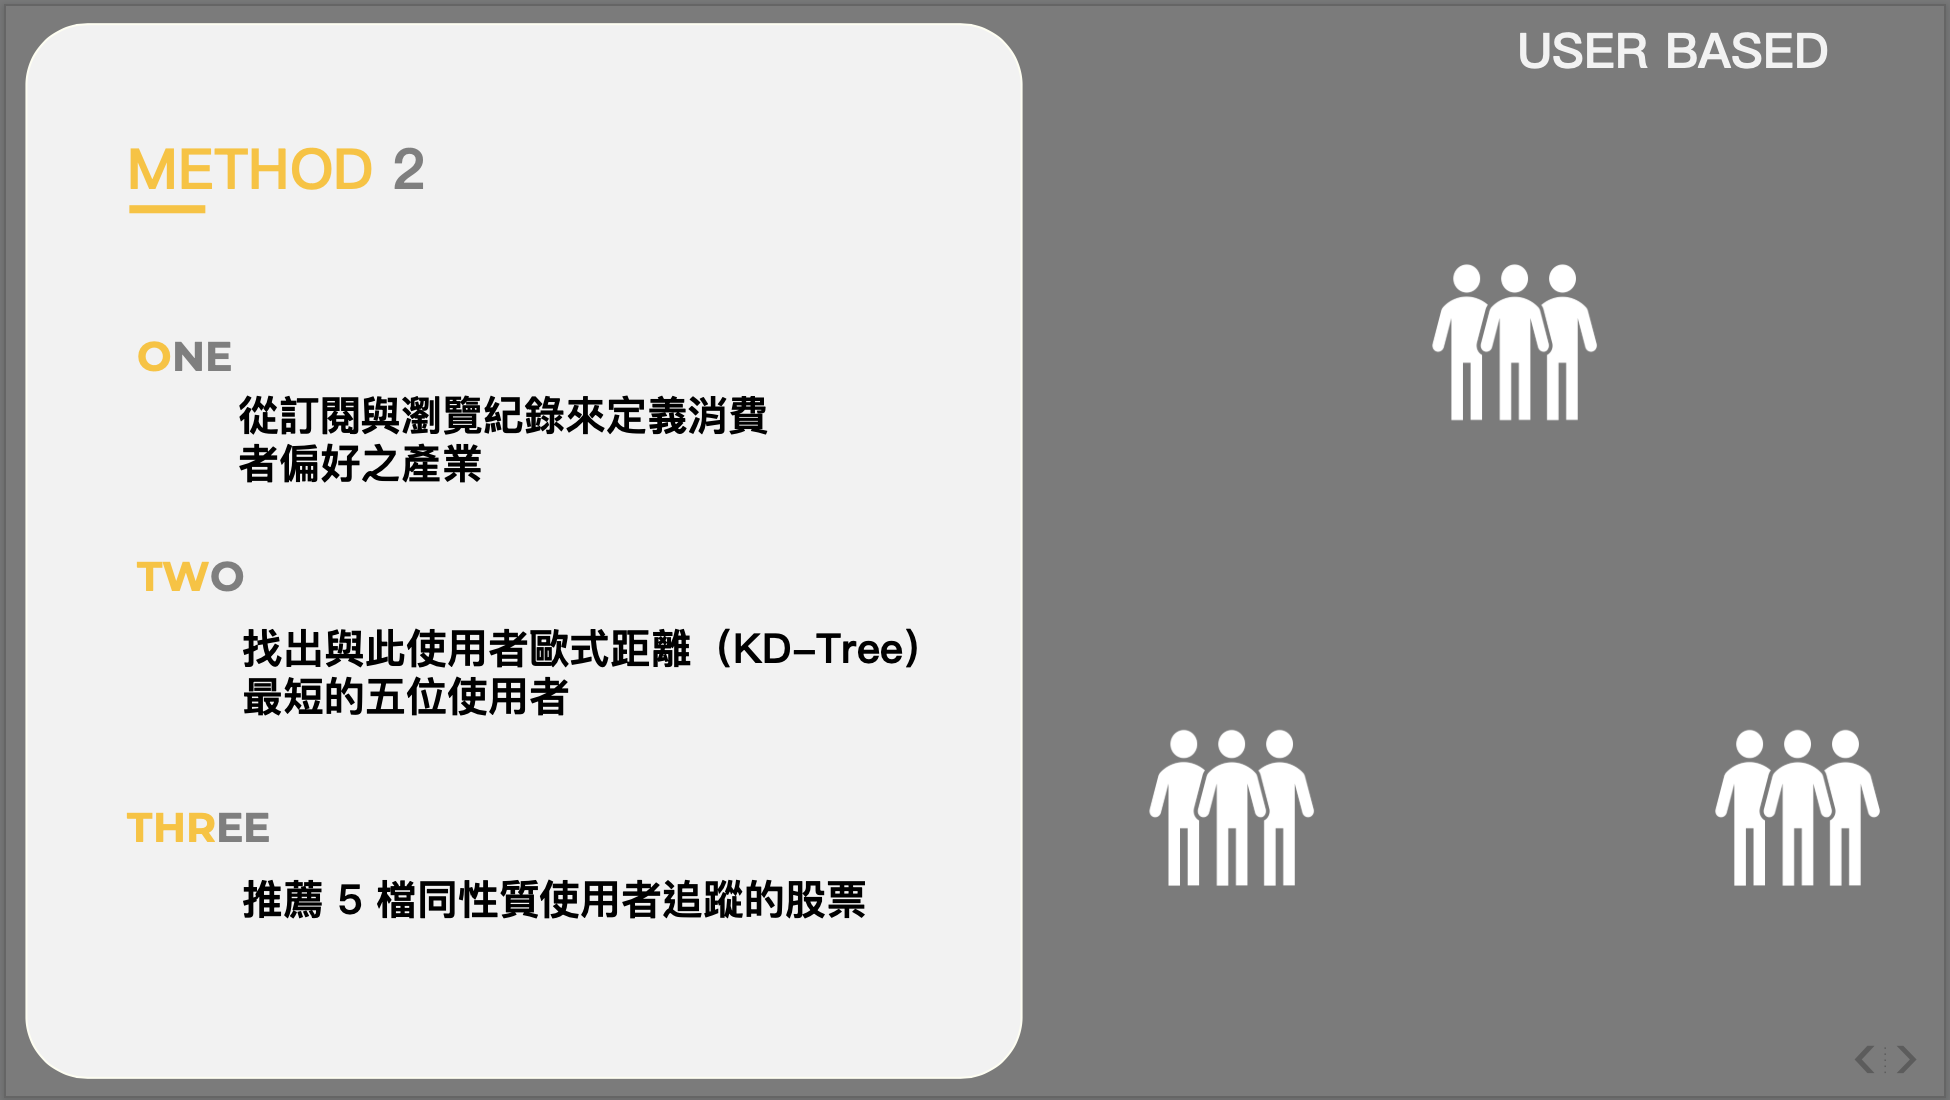 USER BASED
METHOD 2
ONE
從訂閱與瀏覽紀錄來定義消費
者偏好之產業
TWO
找出與此使用者歐式距離（KD-Tree）
最短的五位使用者
THREE
推薦 5 檔同性質使用者追蹤的股票